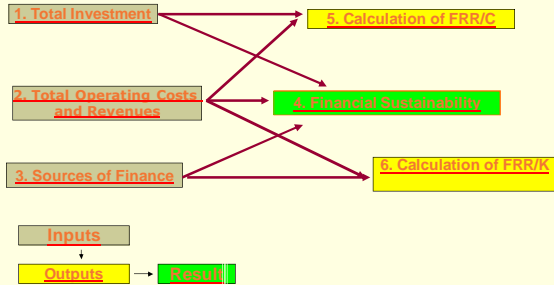 1. Total Investment
5. Calculation of FRR/C
2. Total Operating Costs
and Revenues
4. Financial Sustainability
3. Sources of Finance
6. Calculation of FRR/K
Inputs
Outputs
Result